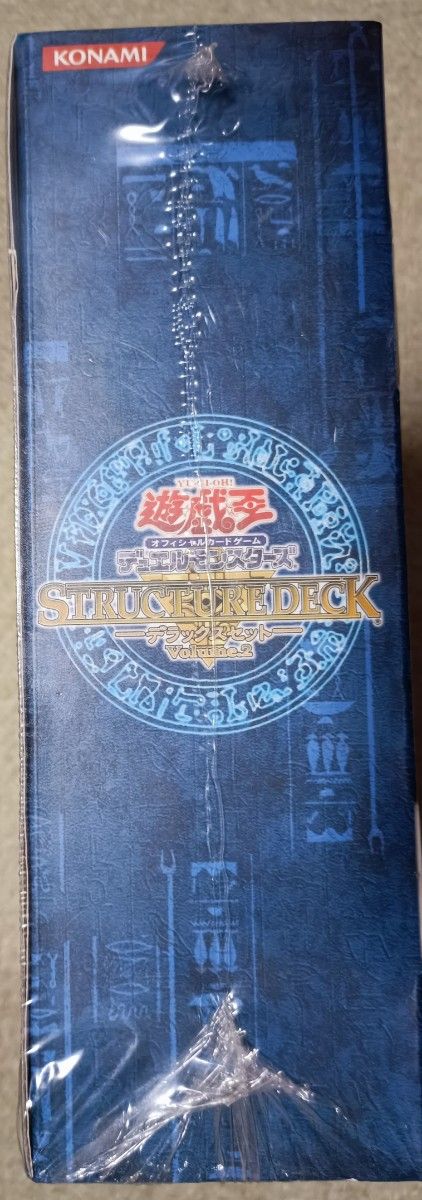 KONAMI
YU-GI-OH!
遊戯王
オフィシャルカードゲーム
デュエルモンスターズ
STRUCTURE DECK
デラックスセット
Volume.2